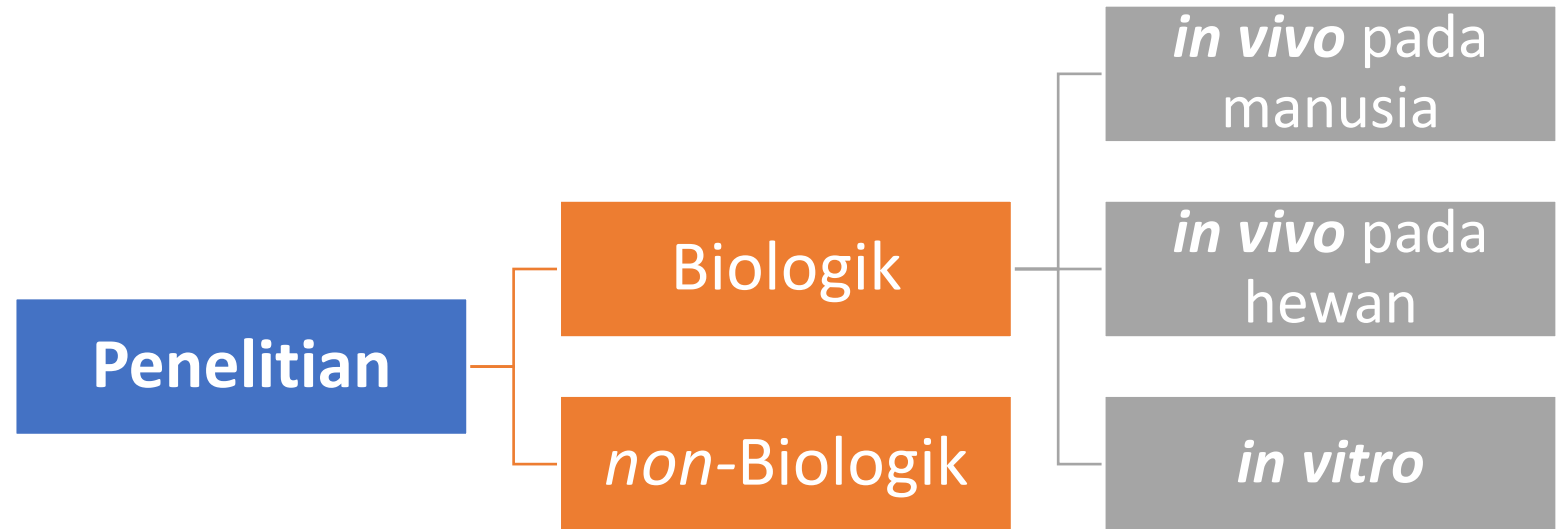 Penelitian
Biologik
non-Biologik
in vivo pada
manusia
in vivo pada
hewan
in vitro